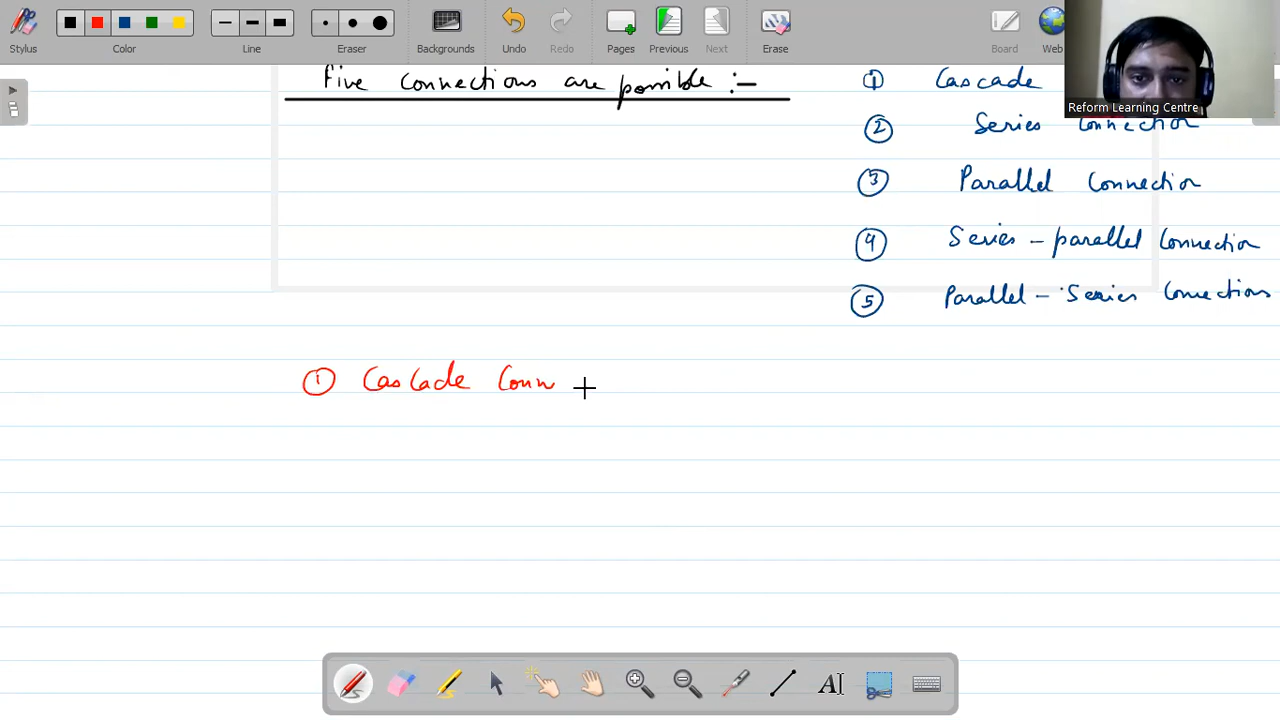 Stylus Color Line Eraser Backgrounds Undo Redo Pages Previous Next Erase Board Web
Reform Learning Centre
Five connections are possible :-
① Cascade
② Series Connection
③ Parallel Connection
④ Series - parallel Connection
⑤ Parallel - Series Connections
① Cascade Conn